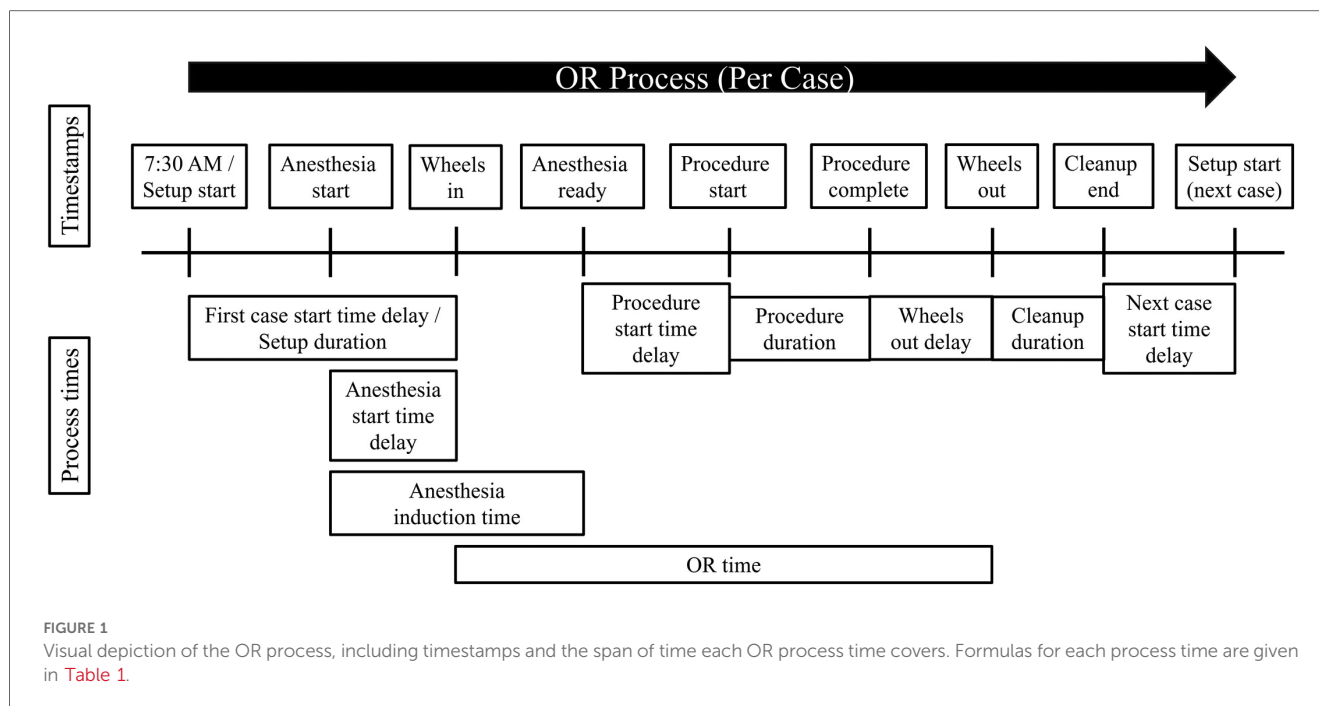 OR Process (Per Case)
Timestamps
7:30 AM /
Setup start
Anesthesia
start
Wheels
in
Anesthesia
ready
Procedure
start
Procedure
complete
Wheels
out
Cleanup
end
Setup start
(next case)
Process times
First case start time delay /
Setup duration
Procedure
start time
delay
Procedure
duration
Wheels
out delay
Cleanup
duration
Next case
start time
delay
Anesthesia
start time
delay
Anesthesia
induction time
OR time
FIGURE 1
Visual depiction of the OR process, including timestamps and the span of time each OR process time covers. Formulas for each process time are given
in Table 1.